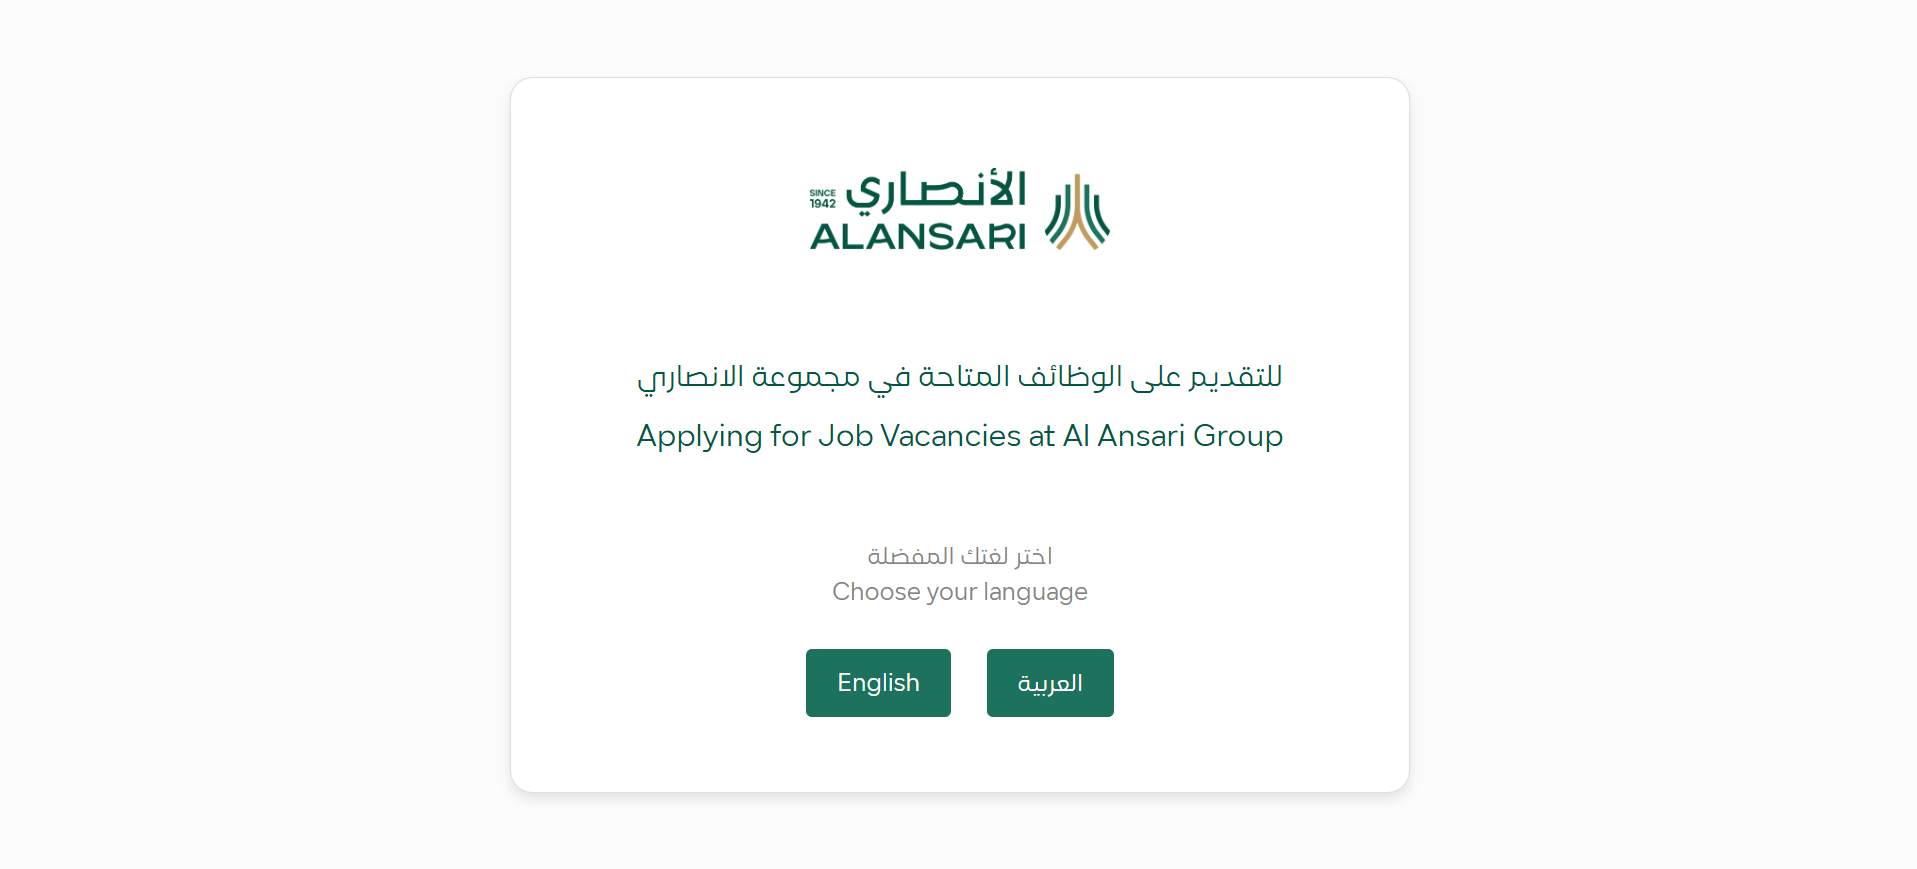 الأنصاري
SINCE
1942
ALANSARI
للتقديم على الوظائف المتاحة في مجموعة الانصاري
Applying for Job Vacancies at Al Ansari Group
اختر لغتك المفضلة
Choose your language
English
العربية